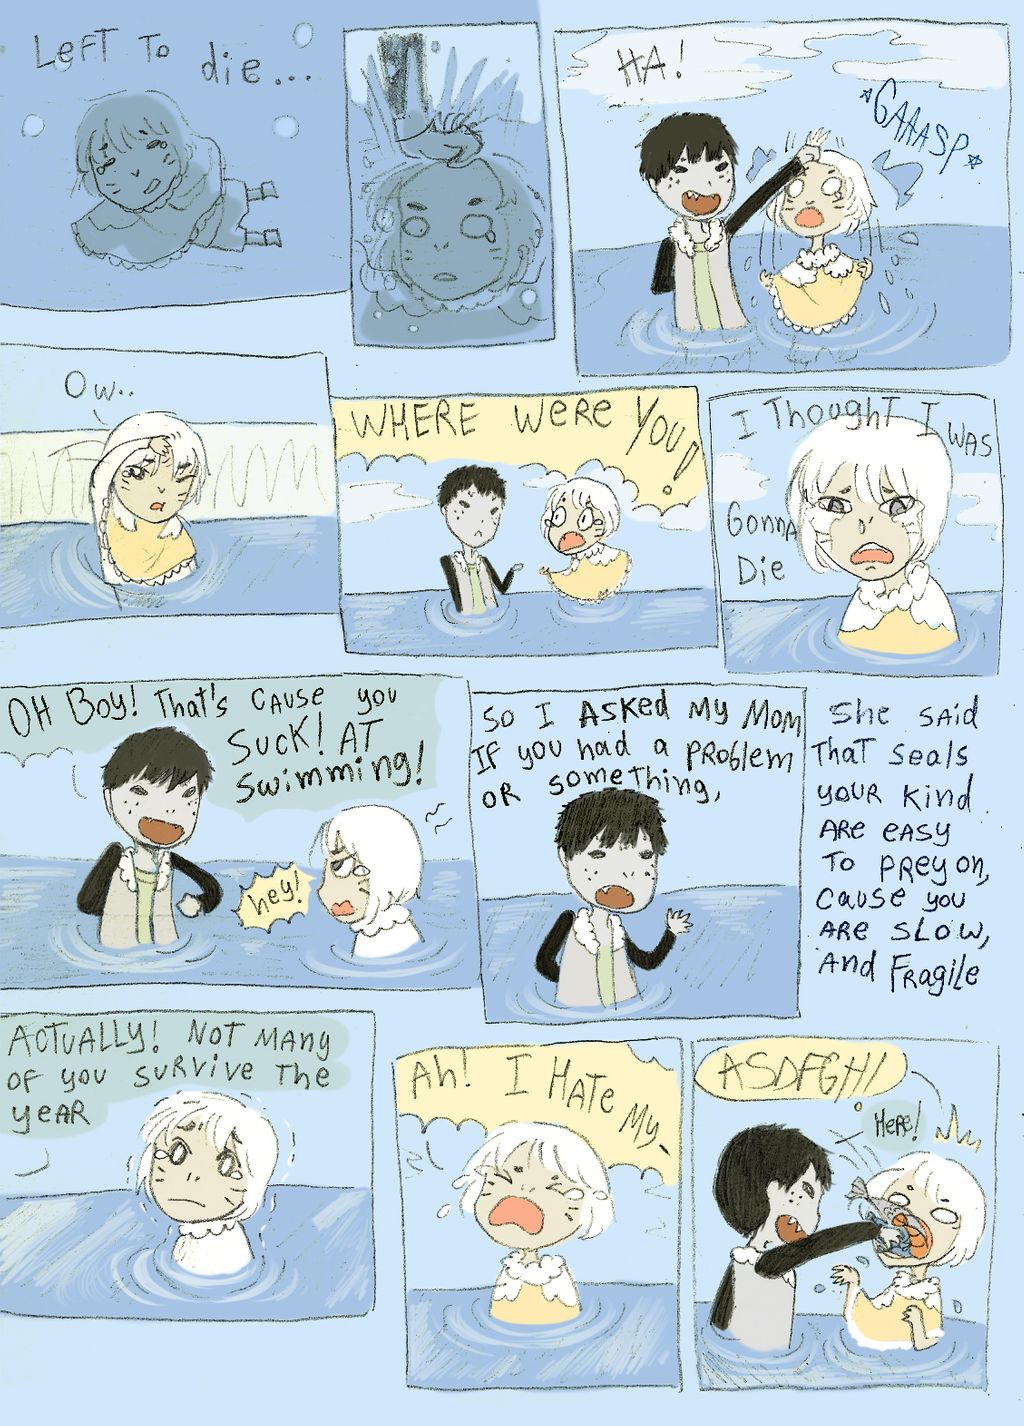 Left To
die...
HA!
GAAASP
Ow..
WHERE Were You!!
I Thought I
WAS
Gonna
Die
OH Boy! That's cause you
Suck! AT
Swimming!
hey!
So I Asked My Mom
IF you had a problem
or something,
She said
That seals
your kind
are easy
To prey on,
cause you
are slow,
And Fragile
Actually! Not many
of you survive the
year
Ah! I Hate
My-
ASDFGH!
Here!